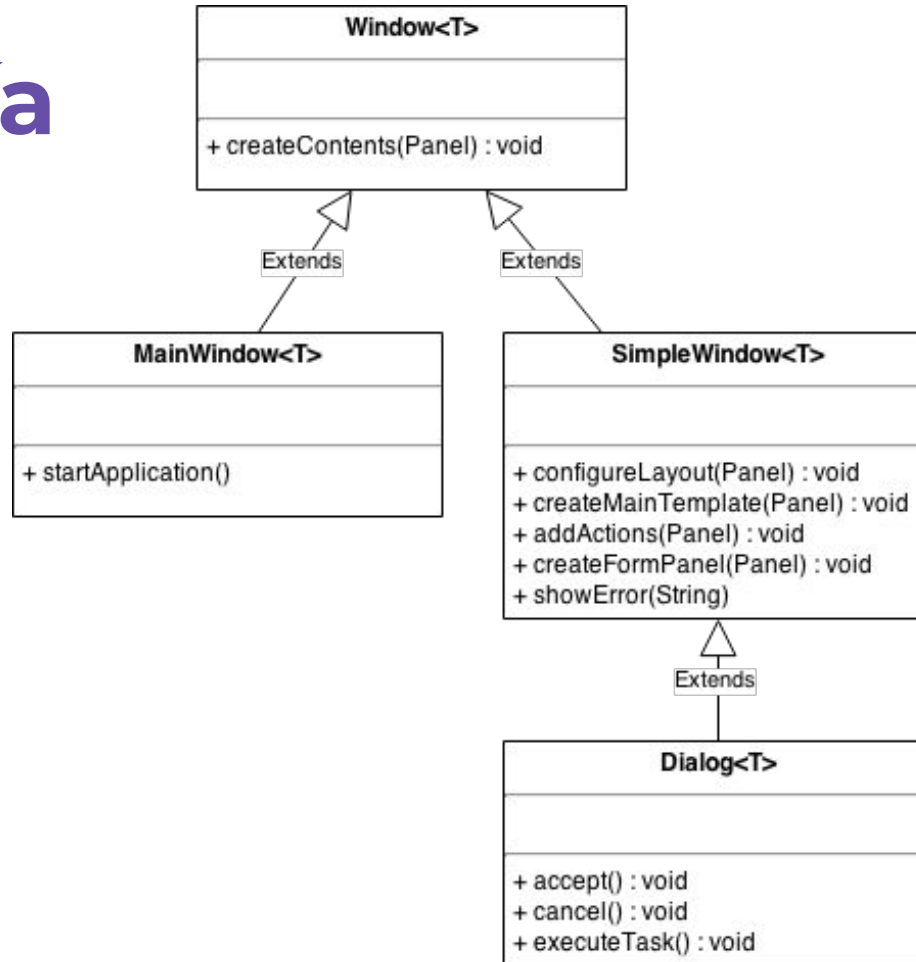 ía
Window<T>
+ createContents(Panel) : void
Extends
Extends
MainWindow<T>
+ startApplication()
SimpleWindow<T>
+ configureLayout(Panel) : void
+ createMainTemplate(Panel) : void
+ addActions(Panel) : void
+ createFormPanel(Panel) : void
+ showError(String)
Extends
Dialog<T>
+ accept() : void
+ cancel() : void
+ executeTask() : void